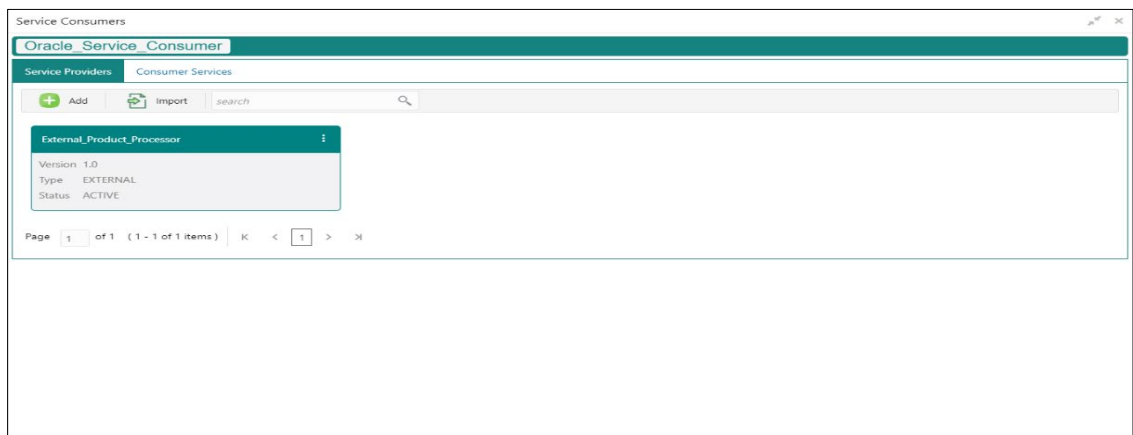 Service Consumers
Oracle_Service_Consumer
Service Providers Consumer Services
Add Import search
External_Product_Processor
Version 1.0
Type EXTERNAL
Status ACTIVE
Page 1 of 1 ( 1 - 1 of 1 items ) 1